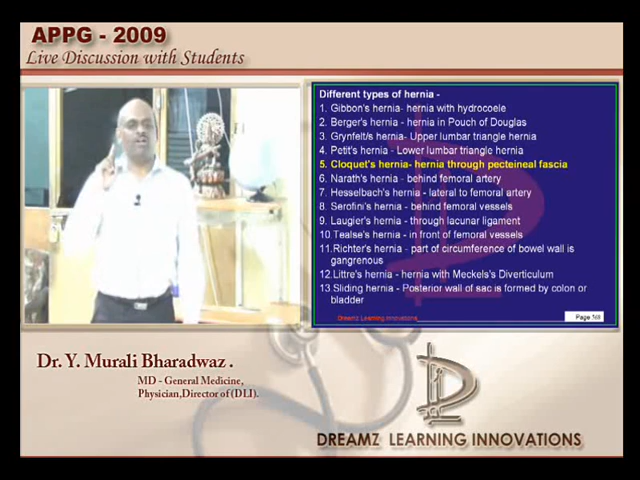 APPG - 2009
Live Discussion with Students
Different types of hernia -
1. Gibbon's hernia- hernia with hydrocoele
2. Berger's hernia - hernia in Pouch of Douglas
3. Grynfelt/s hernia- Upper lumbar triangle hernia
4. Petit's hernia - Lower lumbar triangle hernia
5. Cloquet's hernia- hernia through pecteineal fascia
6. Narath's hernia - behind femoral artery
7. Hesselbach's hernia - lateral to femoral artery
8. Serofini's hernia - behind femoral vessels
9. Laugier's hernia - through lacunar ligament
10. Tealse's hernia - in front of femoral vessels
11. Richter's hernia - part of circumference of bowel wall is
gangrenous
12. Littre's hernia - hernia with Meckels's Diverticulum
13 Sliding hernia - Posterior wall of sac is formed by colon or
bladder
Dreamz Learning Innovations
Page 368
Dr. Y. Murali Bharadwaz .
MD - General Medicine,
Physician,Director of (DLI).
DREAMZ LEARNING INNOVATIONS